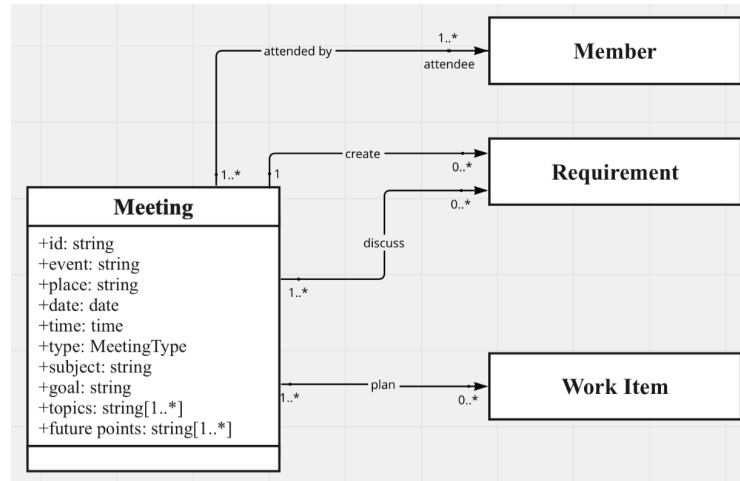 1..*
attended by
attendee
Member
create
0..*
1..*
1
Requirement
0..*
Meeting
discuss
+id: string
+event: string
+place: string
+date: date
+time: time
+type: MeetingType
+subject: string
+goal: string
+topics: string[1..*]
+future points: string[1..*]
1..*
plan
1..*
0..*
Work Item